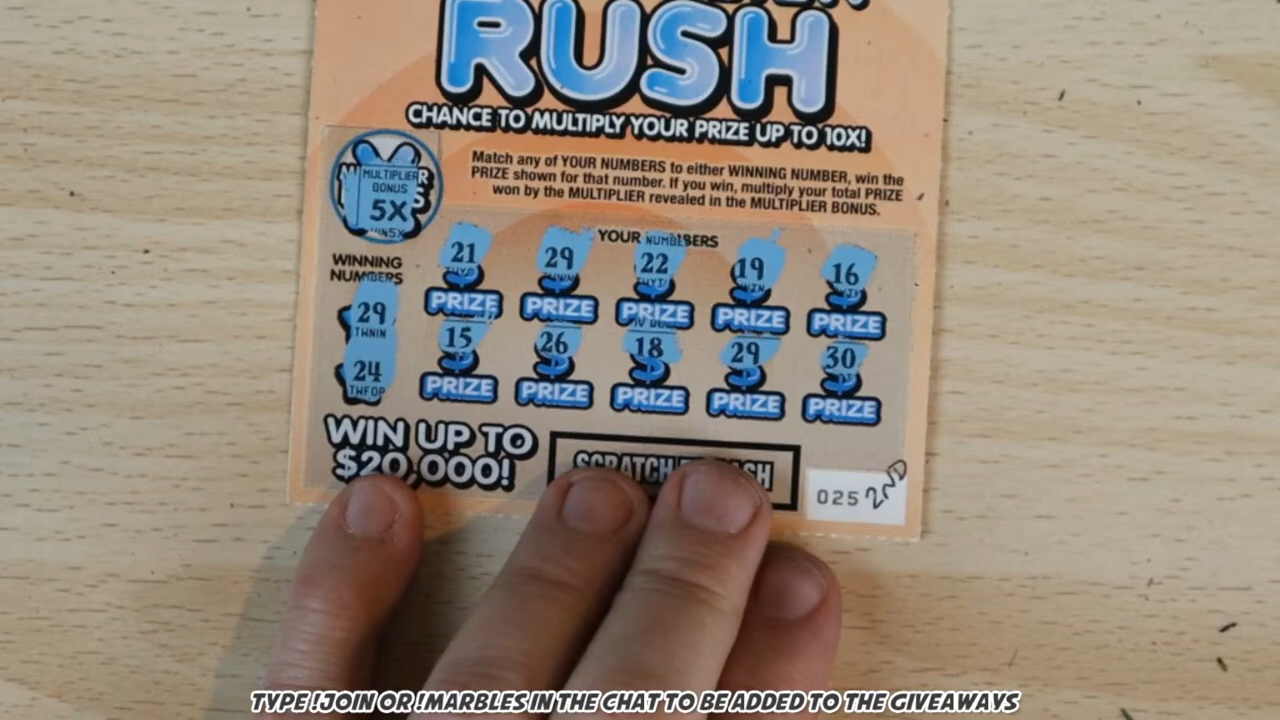 RUSH
CHANCE TO MULTIPLY YOUR PRIZE UP TO 10X!
Match any of YOUR NUMBERS to either WINNING NUMBER, win the
PRIZE shown for that number. If you win, multiply your total PRIZE
won by the MULTIPLIER revealed in the MULTIPLIER BONUS.
MULTIPLIER
BONUS
5X
WIN5X
YOUR NUMBERS
WINNING
NUMBERS
29
TWNIN
24
TWFOR
21 29 22 19 16
PRIZE PRIZE PRIZE PRIZE PRIZE
15 26 18 29 30
PRIZE PRIZE PRIZE PRIZE PRIZE
WIN UP TO
$20,000!
SCRATCH
025 2ND
TYPE !JOIN OR !MARBLES IN THE CHAT TO BE ADDED TO THE GIVEAWAYS